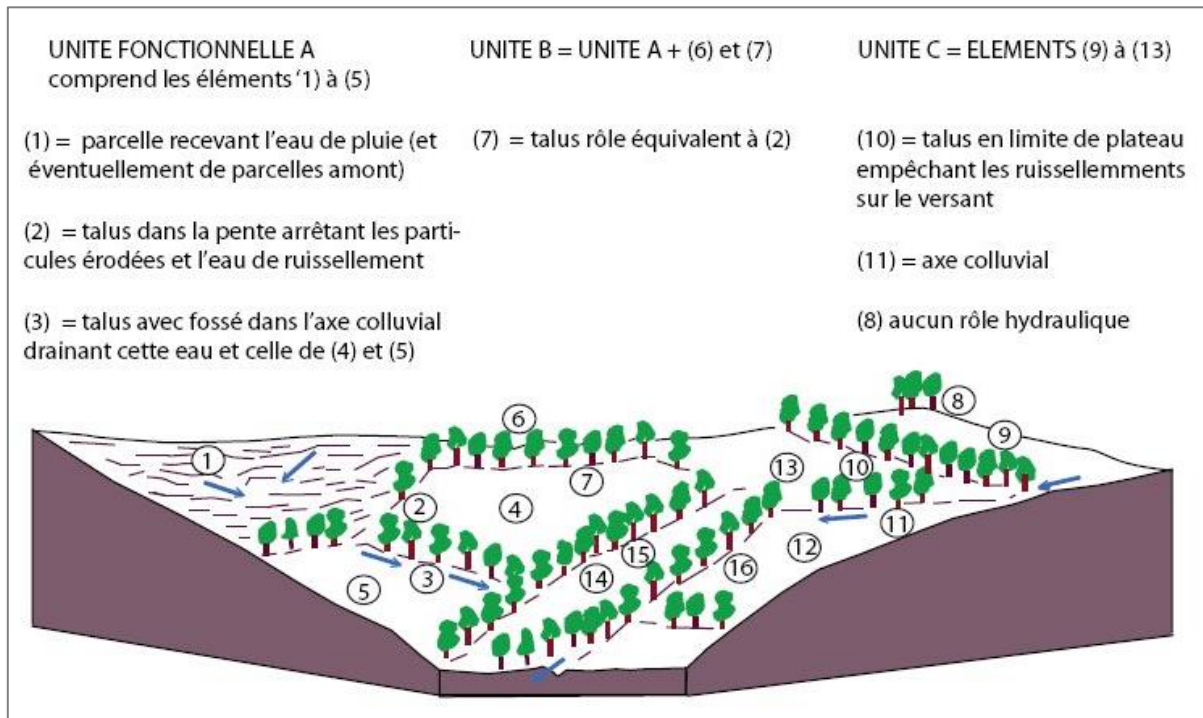 UNITE FONCTIONNELLE A
comprend les éléments ‘1) à (5)
(1) = parcelle recevant l’eau de pluie (et
éventuellement de parcelles amont)
(2) = talus dans la pente arrêtant les parti-
cules érodées et l’eau de ruissellement
(3) = talus avec fossé dans l’axe colluvial
drainant cette eau et celle de (4) et (5)
UNITE B = UNITE A + (6) et (7)
(7) = talus rôle équivalent à (2)
UNITE C = ELEMENTS (9) à (13)
(10) = talus en limite de plateau
empêchant les ruissellemments
sur le versant
(11) = axe colluvial
(8) aucun rôle hydraulique
8
6
9
1
13
10
7
2
4
11
15
12
3
14
16
5